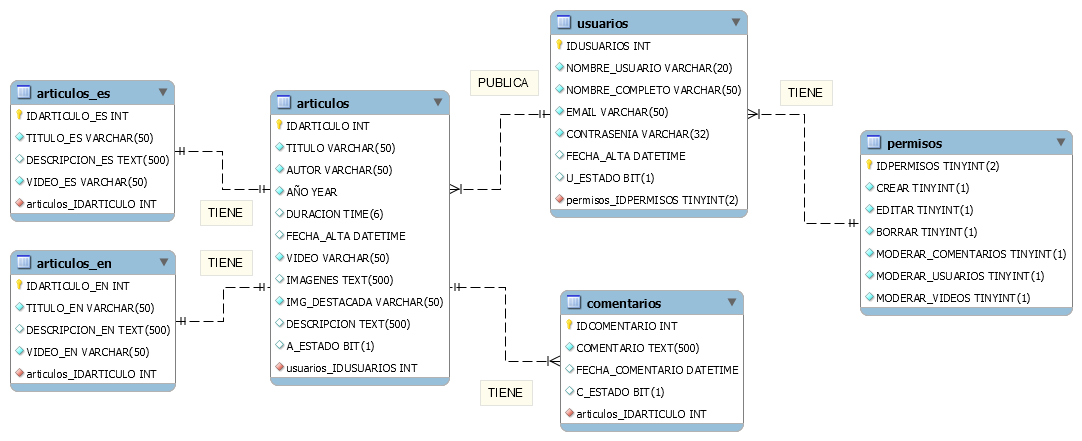 articulos_es
IDARTICULO_ES INT
TITULO_ES VARCHAR(50)
DESCRIPCION_ES TEXT(500)
VIDEO_ES VARCHAR(50)
articulos_IDARTICULO INT
TIENE
articulos_en
IDARTICULO_EN INT
TITULO_EN VARCHAR(50)
DESCRIPCION_EN TEXT(500)
VIDEO_EN VARCHAR(50)
articulos_IDARTICULO INT
TIENE
articulos
IDARTICULO INT
TITULO VARCHAR(50)
AUTOR VARCHAR(50)
AÑO YEAR
DURACION TIME(6)
FECHA_ALTA DATETIME
VIDEO VARCHAR(50)
IMAGENES TEXT(500)
IMG_DESTACADA VARCHAR(50)
DESCRIPCION TEXT(500)
A_ESTADO BIT(1)
usuarios_IDUSUARIOS INT
PUBLICA
usuarios
IDUSUARIOS INT
NOMBRE_USUARIO VARCHAR(20)
NOMBRE_COMPLETO VARCHAR(50)
EMAIL VARCHAR(50)
CONTRASENIA VARCHAR(32)
FECHA_ALTA DATETIME
U_ESTADO BIT(1)
permisos_IDPERMISOS TINYINT(2)
TIENE
permisos
IDPERMISOS TINYINT(2)
CREAR TINYINT(1)
EDITAR TINYINT(1)
BORRAR TINYINT(1)
MODERAR_COMENTARIOS TINYINT(1)
MODERAR_USUARIOS TINYINT(1)
MODERAR_VIDEOS TINYINT(1)
TIENE
comentarios
IDCOMENTARIO INT
COMENTARIO TEXT(500)
FECHA_COMENTARIO DATETIME
C_ESTADO BIT(1)
articulos_IDARTICULO INT